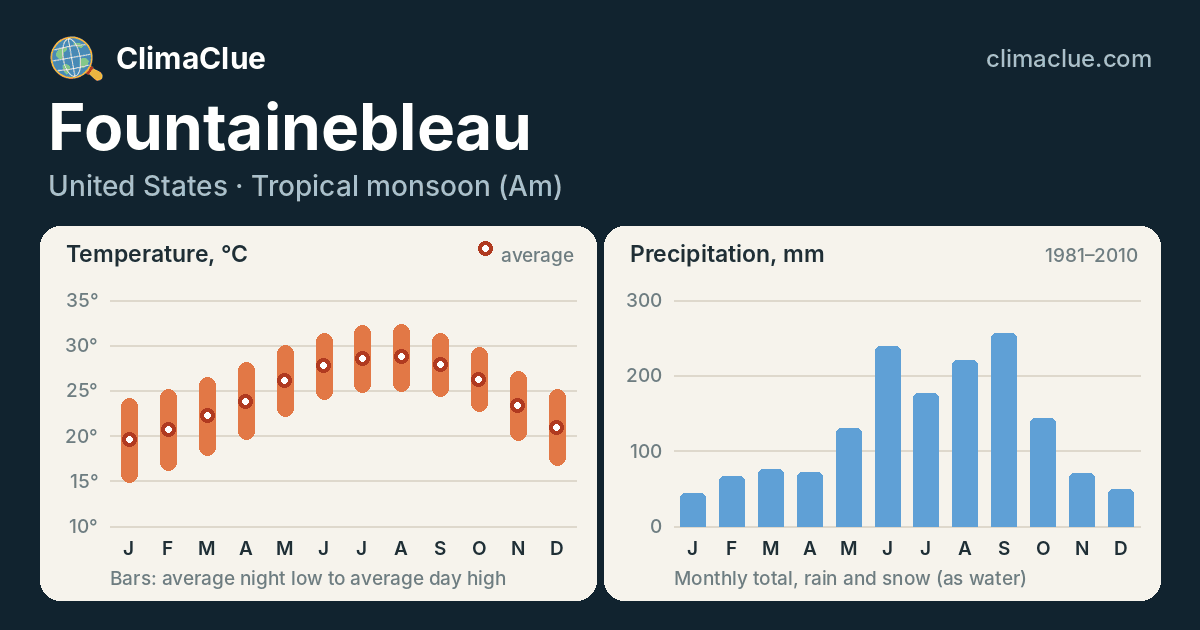 ClimaClue
climaclue.com
Fountainebleau
United States · Tropical monsoon (Am)
Temperature, °C
average
35°
30°
25°
20°
15°
10°
J F M A M J J A S O N D
Bars: average night low to average day high
Precipitation, mm
1981–2010
300
200
100
0
J F M A M J J A S O N D
Monthly total, rain and snow (as water)